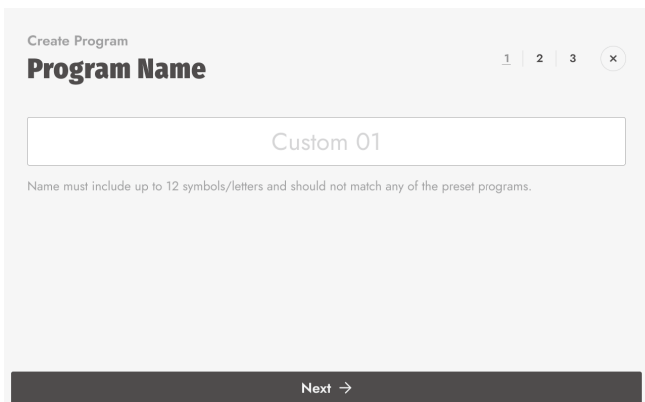 Create Program
Program Name
1 2 3 ×
Custom 01
Name must include up to 12 symbols/letters and should not match any of the preset programs.
Next →